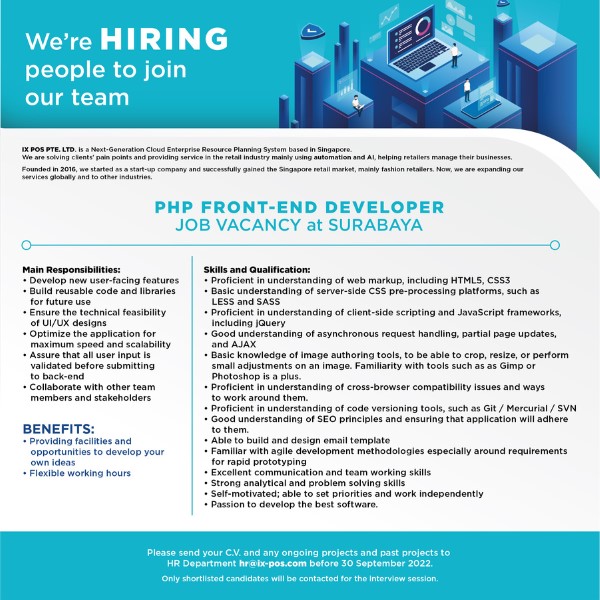 We're HIRING
people to join
our team
IX POS PTE. LTD. is a Next-Generation Cloud Enterprise Resource Planning System based in Singapore.
We are solving clients' pain points and providing service in the retail industry mainly using automation and AI, helping retailers manage their businesses.
Founded in 2016, we started as a start-up company and successfully gained the Singapore retail market, mainly fashion retailers. Now, we are expanding our
services globally and to other industries.
PHP FRONT-END DEVELOPER
JOB VACANCY at SURABAYA
Main Responsibilities:
• Develop new user-facing features
• Build reusable code and libraries
for future use
• Ensure the technical feasibility
of UI/UX designs
• Optimize the application for
maximum speed and scalability
• Assure that all user input is
validated before submitting
to back-end
• Collaborate with other team
members and stakeholders
BENEFITS:
• Providing facilities and
opportunities to develop your
own ideas
• Flexible working hours
Skills and Qualification:
• Proficient in understanding of web markup, including HTML5, CSS3
• Basic understanding of server-side CSS pre-processing platforms, such as
LESS and SASS
• Proficient in understanding of client-side scripting and JavaScript frameworks,
including jQuery
• Good understanding of asynchronous request handling, partial page updates,
and AJAX
• Basic knowledge of image authoring tools, to be able to crop, resize, or perform
small adjustments on an image. Familiarity with tools such as as Gimp or
Photoshop is a plus.
• Proficient in understanding of cross-browser compatibility issues and ways
to work around them.
• Proficient in understanding of code versioning tools, such as Git / Mercurial / SVN
• Good understanding of SEO principles and ensuring that application will adhere
to them.
• Able to build and design email template
• Familiar with agile development methodologies especially around requirements
for rapid prototyping
• Excellent communication and team working skills
• Strong analytical and problem solving skills
• Self-motivated; able to set priorities and work independently
• Passion to develop the best software.
Please send your C.V. and any ongoing projects and past projects to
HR Department hr@ix-pos.com before 30 September 2022.
Only shortlisted candidates will be contacted for the interview session.